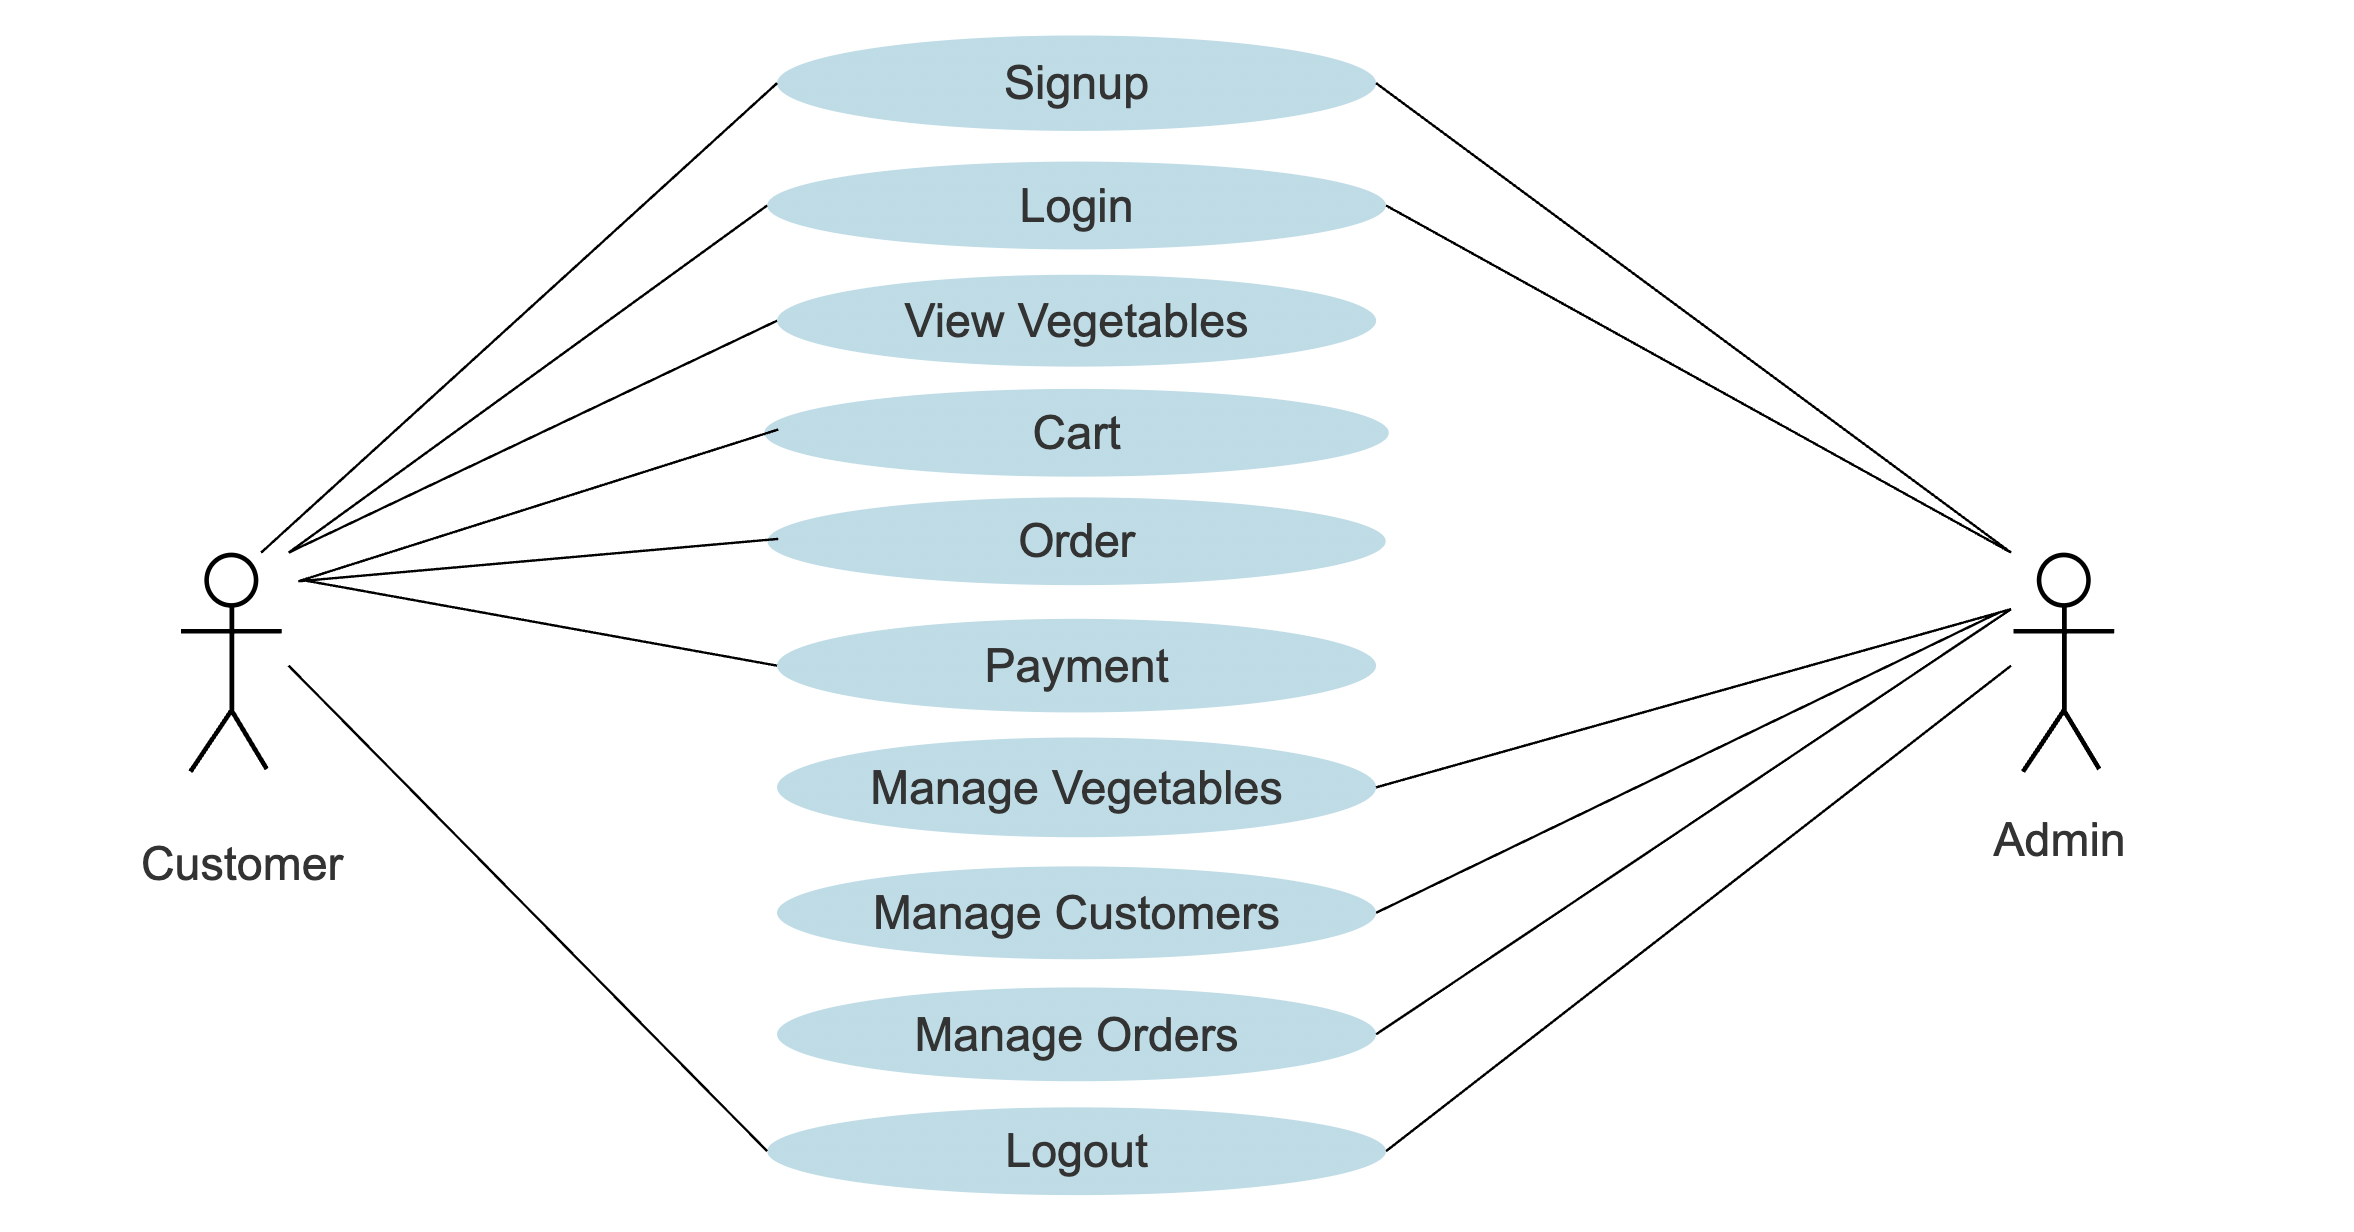 Signup
Login
View Vegetables
Cart
Order
Payment
Manage Vegetables
Customer
Admin
Manage Customers
Manage Orders
Logout